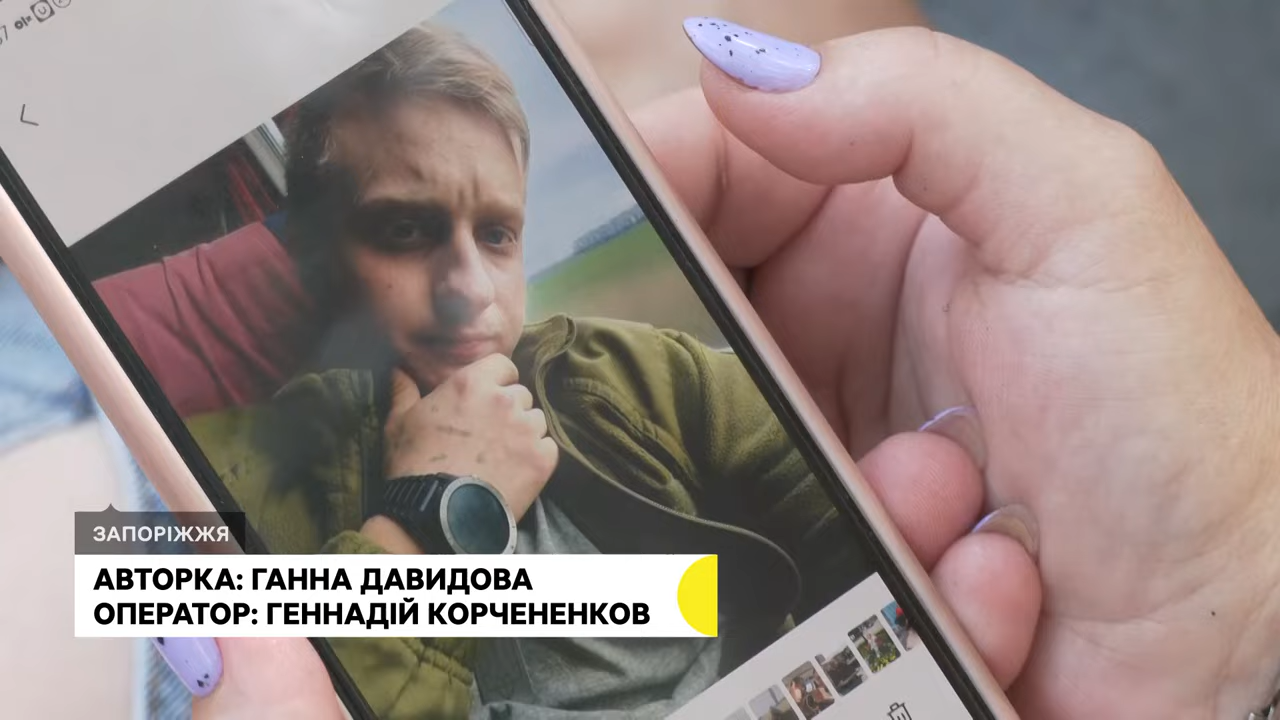 ЗАПОРІЖЖЯ
АВТОРКА: ГАННА ДАВИДОВА
ОПЕРАТОР: ГЕННАДІЙ КОРЧЕНЕНКОВ